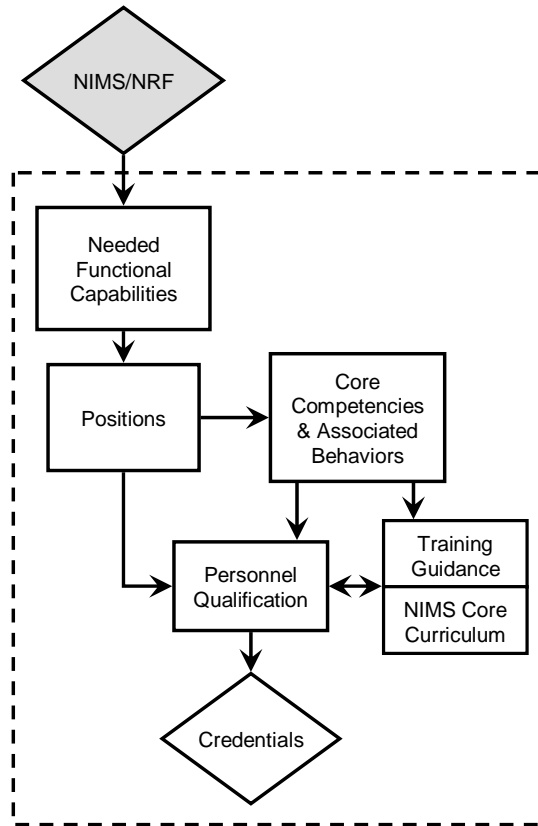 NIMS/NRF
Needed
Functional
Capabilities
Positions
Core
Competencies
& Associated
Behaviors
Personnel
Qualification
Training
Guidance
NIMS Core
Curriculum
Credentials